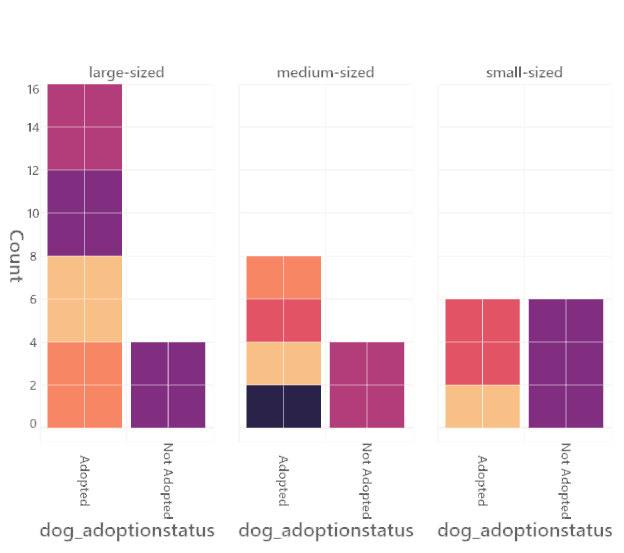 large-sized medium-sized small-sized
16
14
12
10
8
6
4
2
0
Count
Adopted Not Adopted Adopted Not Adopted Adopted Not Adopted
dog_adoptionstatus dog_adoptionstatus dog_adoptionstatus